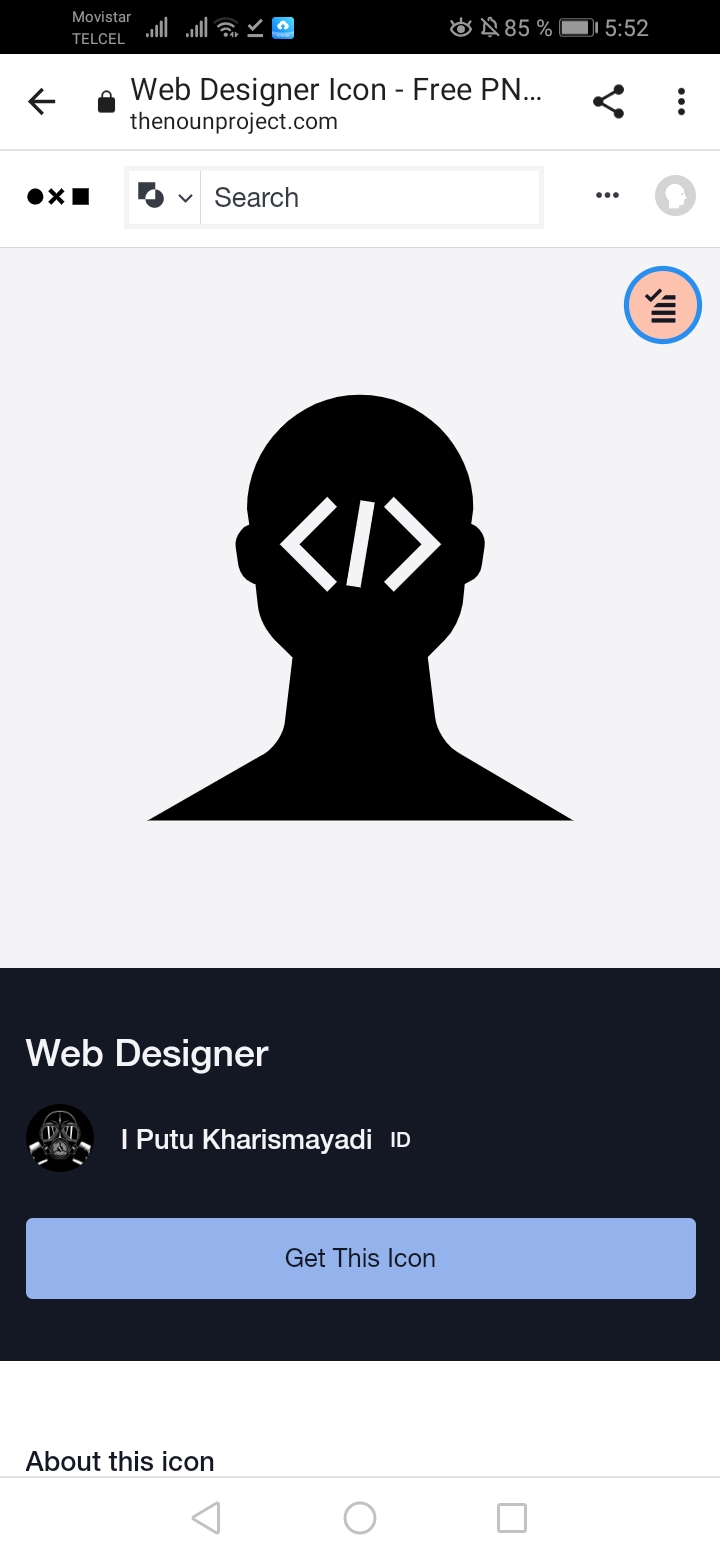 Movistar
TELCEL
85 %
5:52
Web Designer Icon - Free PN...
thenounproject.com
Search
</>
Web Designer
I Putu Kharismayadi ID
Get This Icon
About this icon